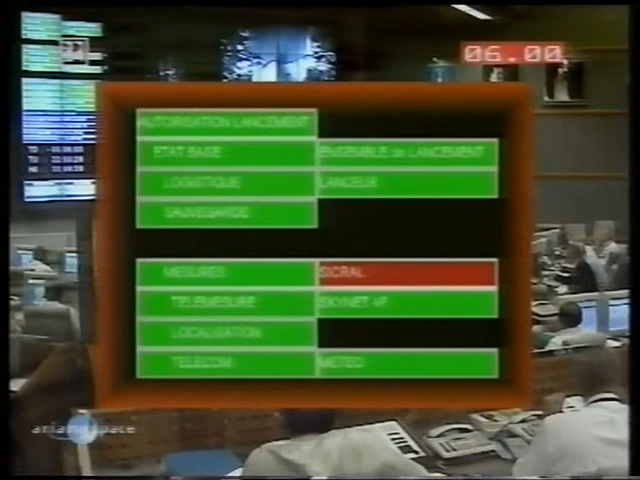 06.00
AUTORISATION LANCEMENT
ETAT BASE
ENSEMBLE de LANCEMENT
LOGISTIQUE
LANCEUR
SAUVEGARDE
MESURES
SICRAL
TELEMESURE
SKYNET 4F
LOCALISATION
TELECOM
METEO
arianespace